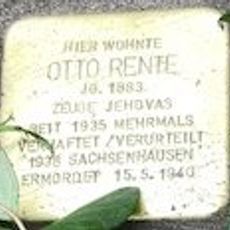 HIER WOHNTE
OTTO RENTE
JG. 1883
ZEUGE JEHOVAS
SEIT 1935 MEHRMALS
VERHAFTET / VERURTEILT
1938 SACHSENHAUSEN
ERMORDET 15.5.1940